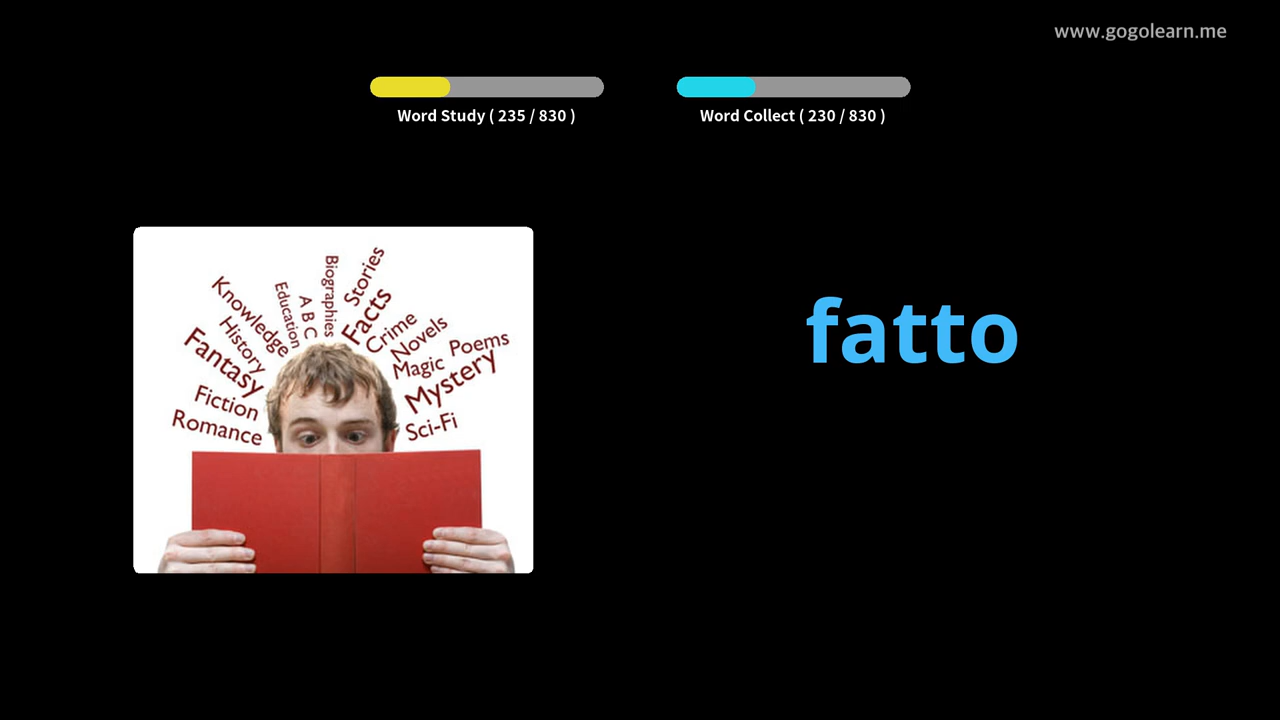 www.gogolearn.me
Word Study ( 235 / 830 )
Word Collect ( 230 / 830 )
Knowledge
History
Fantasy
Fiction
Romance
Education
A B C
Biographies
Stories
Facts
Crime
Novels
Magic
Poems
Mystery
Sci-Fi
fatto